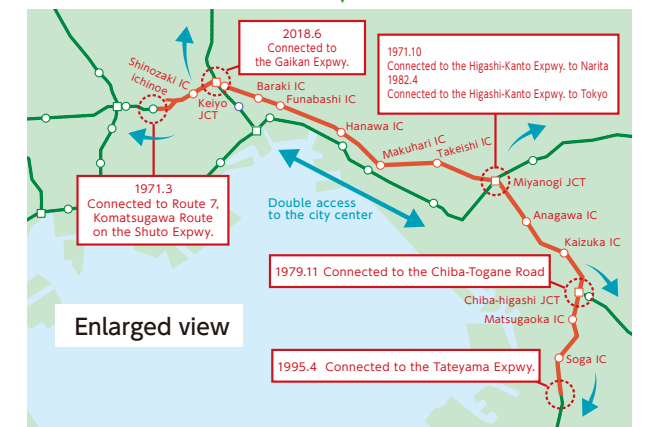 2018.6
Connected to
the Gaikan Expwy.
1971.10
Connected to the Higashi-Kanto Expwy. to Narita
1982.4
Connected to the Higashi-Kanto Expwy. to Tokyo
Shinozaki IC
ichinoe
Keiyo
JCT
Baraki IC
Funabashi IC
Hanawa IC
Makuhari IC
Takeishi IC
Miyanogi JCT
1971.3
Connected to Route 7,
Komatsugawa Route
on the Shuto Expwy.
Double access
to the city center
Anagawa IC
Kaizuka IC
1979.11 Connected to the Chiba-Togane Road
Chiba-higashi JCT
Matsugaoka IC
Enlarged view
Soga IC
1995.4 Connected to the Tateyama Expwy.